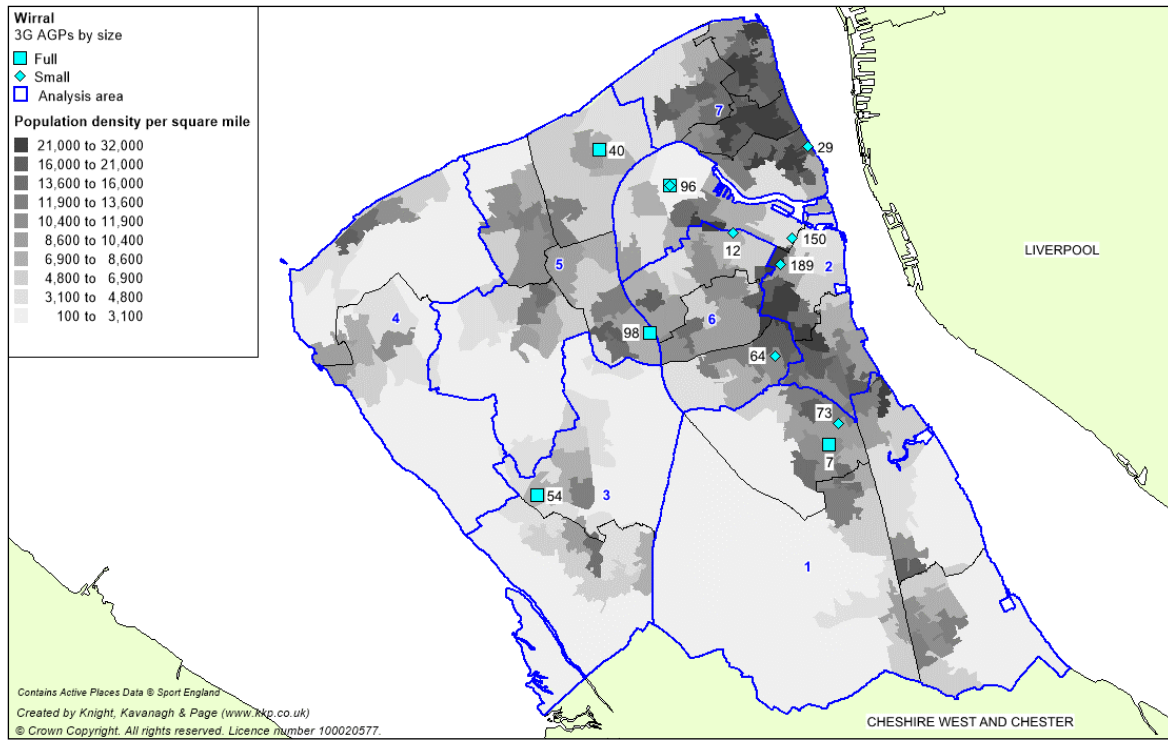 Wirral
3G AGPs by size
Full
Small
Analysis area
Population density per square mile
21,000 to 32,000
16,000 to 21,000
13,600 to 16,000
11,900 to 13,600
10,400 to 11,900
8,600 to 10,400
6,900 to 8,600
4,800 to 6,900
3,100 to 4,800
100 to 3,100
7
29
40
96
12
150
189
2
LIVERPOOL
5
4
6
98
64
73
7
54
3
1
Contains Active Places Data © Sport England
Created by Knight, Kavanagh & Page (www.kkp.co.uk)
© Crown Copyright. All rights reserved. Licence number 100020577.
CHESHIRE WEST AND CHESTER